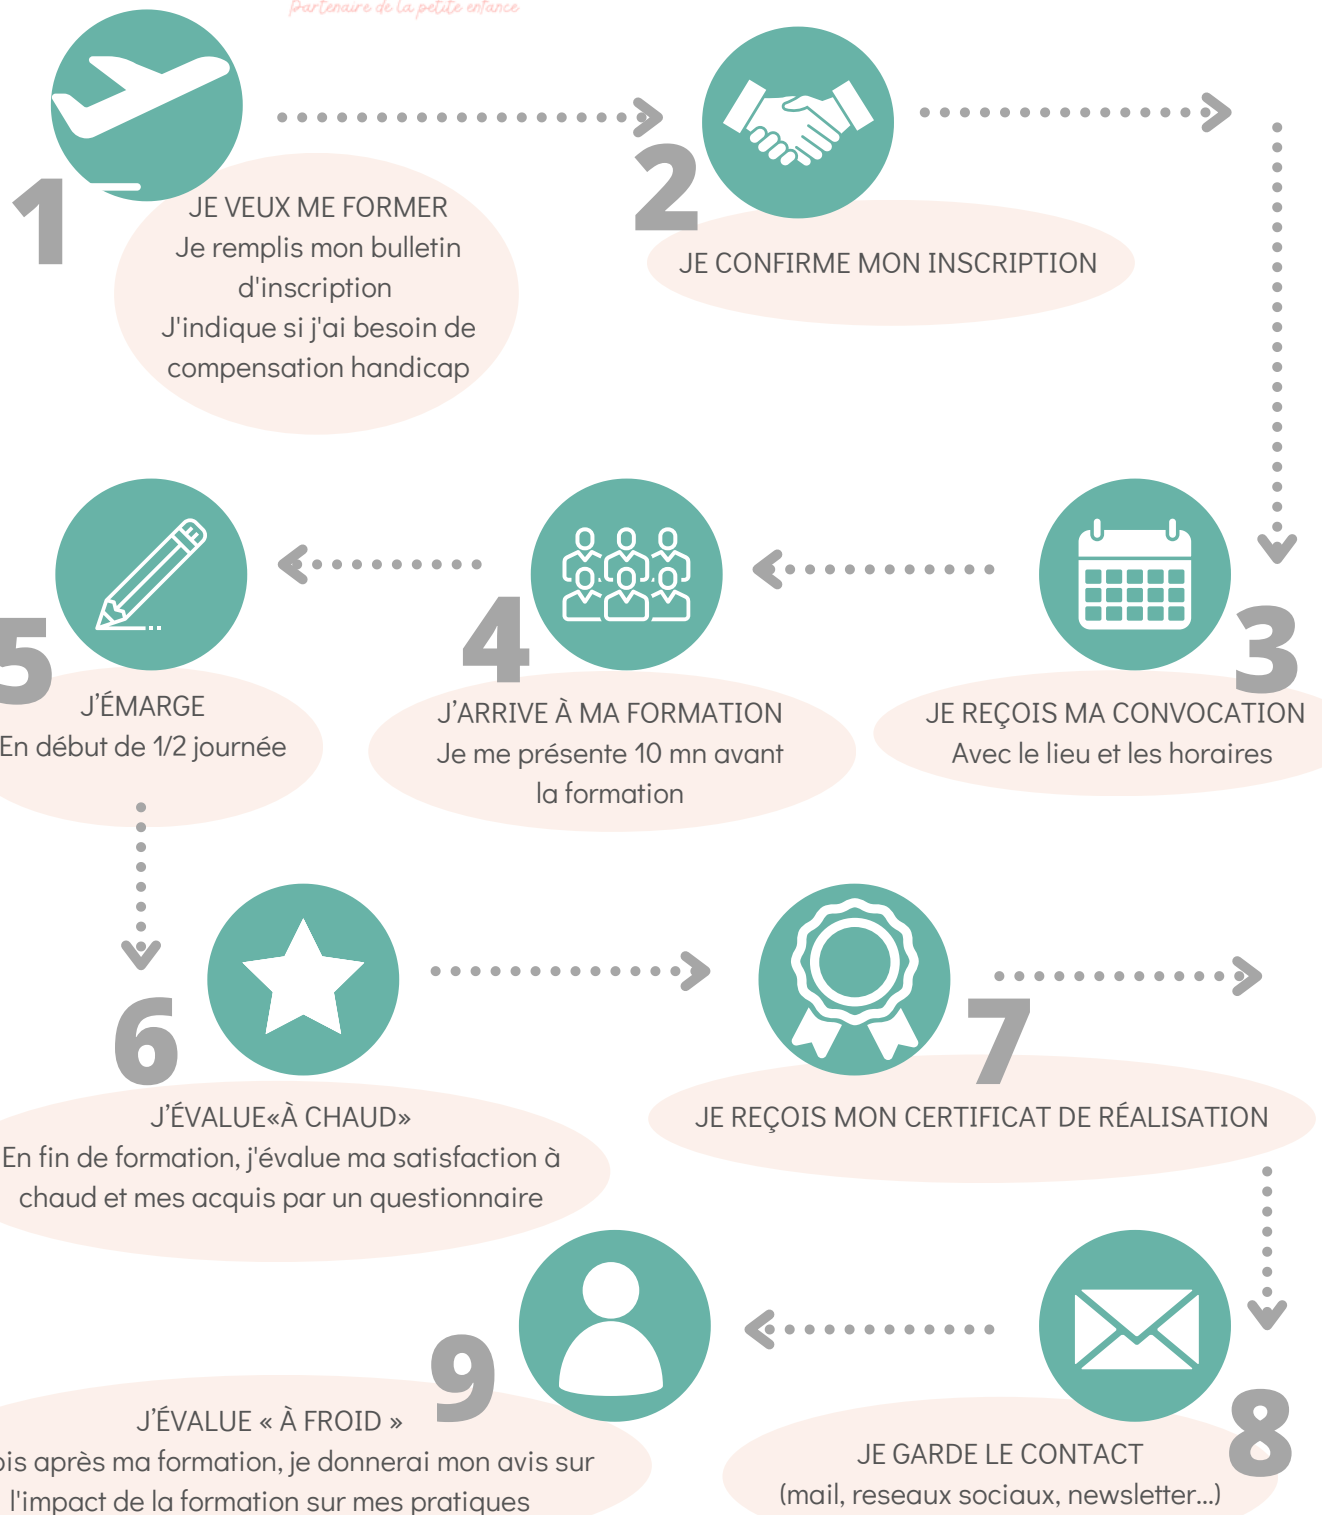 Partenaire de la petite enfance
1
JE VEUX ME FORMER
Je remplis mon bulletin
d'inscription
J'indique si j'ai besoin de
compensation handicap
2
JE CONFIRME MON INSCRIPTION
3
JE REÇOIS MA CONVOCATION
Avec le lieu et les horaires
4
J’ARRIVE À MA FORMATION
Je me présente 10 mn avant
la formation
5
J’ÉMARGE
En début de 1/2 journée
6
J’ÉVALUE«À CHAUD»
En fin de formation, j'évalue ma satisfaction à
chaud et mes acquis par un questionnaire
7
JE REÇOIS MON CERTIFICAT DE RÉALISATION
8
JE GARDE LE CONTACT
(mail, reseaux sociaux, newsletter...)
9
J’ÉVALUE « À FROID »
après ma formation, je donnerai mon avis sur
l'impact de la formation sur mes pratiques